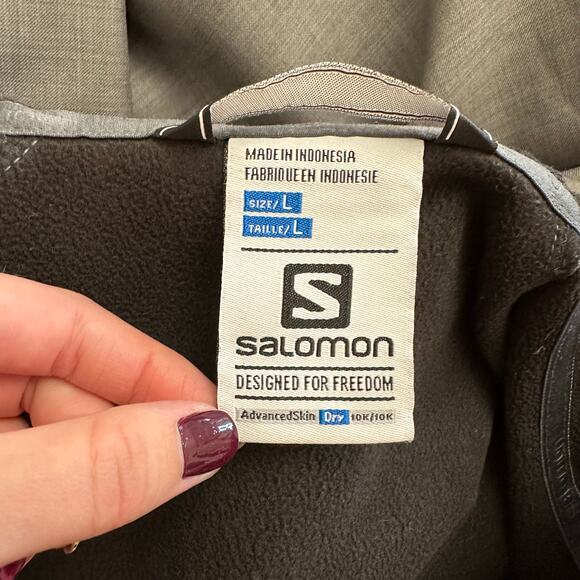 MADE IN INDONESIA
FABRIQUE EN INDONESIE
SIZE/ L
TAILLE/ L
S
SALOMON
DESIGNED FOR FREEDOM
AdvancedSkin Dry 10K/10K